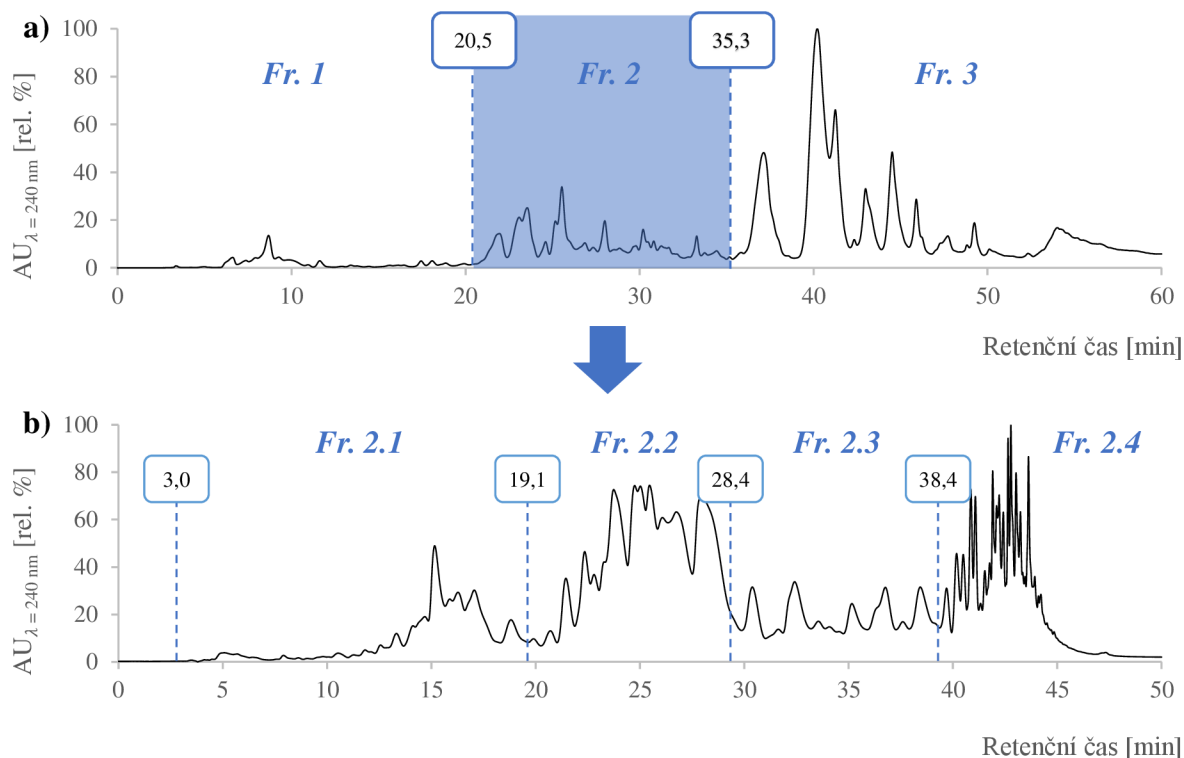 a)
20,5
35,3
Fr. 1
Fr. 2
Fr. 3
AU λ = 240 nm [rel. %]
100
80
60
40
20
0
0 10 20 30 40 50 60
Retenční čas [min]
b)
Fr. 2.1
Fr. 2.2
Fr. 2.3
Fr. 2.4
3,0
19,1
28,4
38,4
AU λ = 240 nm [rel. %)
100
80
60
40
20
0
0 5 10 15 20 25 30 35 40 45 50
Retenční čas [min]